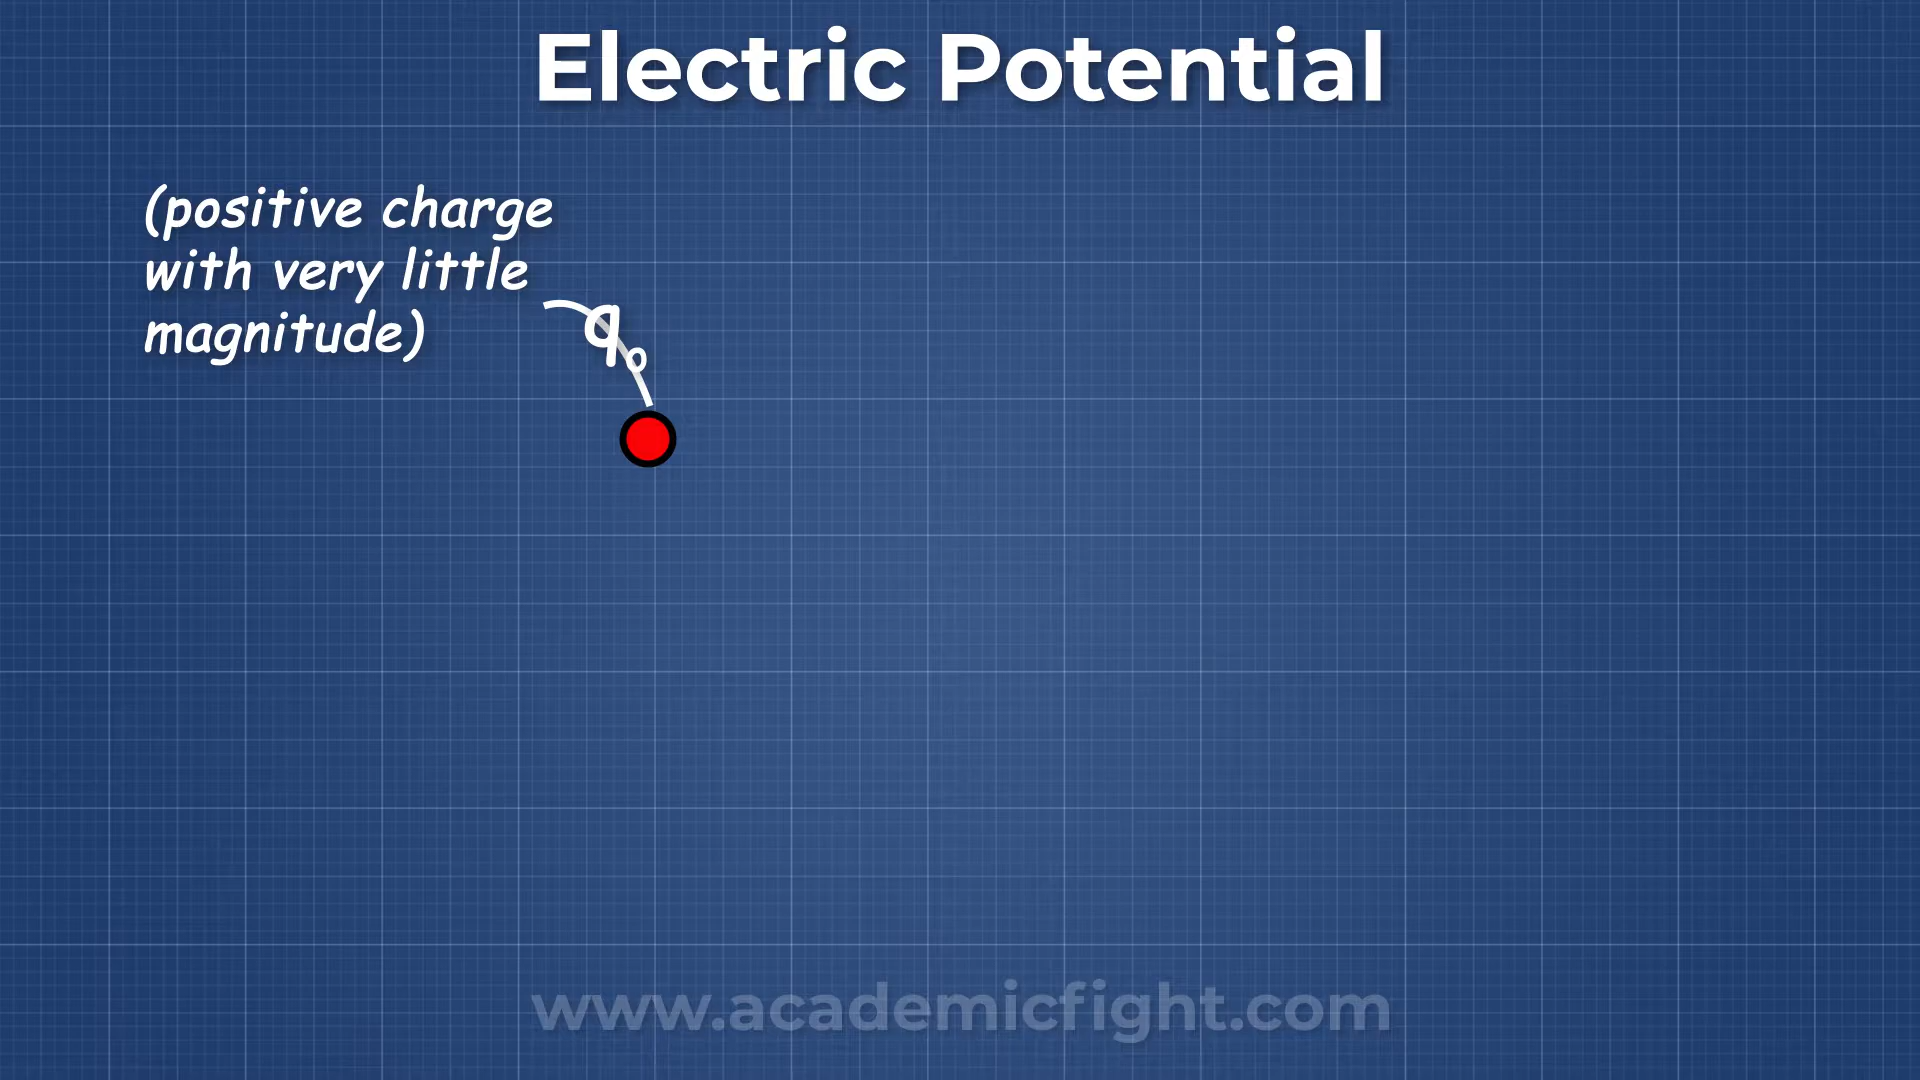 Electric Potential
(positive charge
with very little
magnitude)
q₀
www.academicfight.com